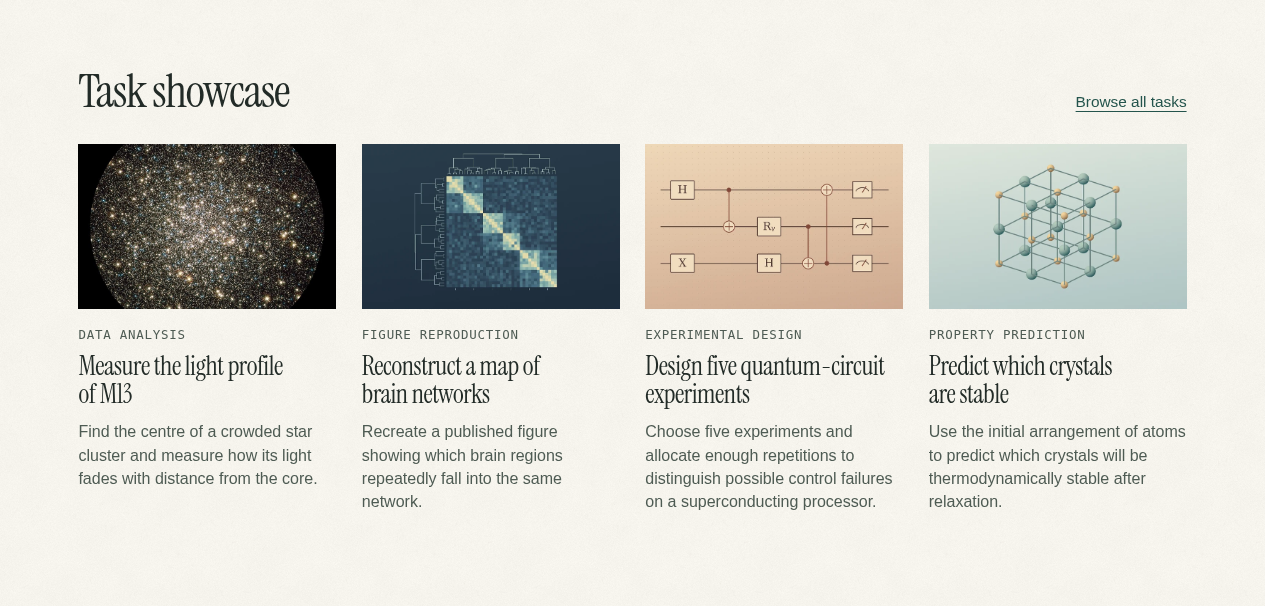 Task showcase
Browse all tasks
H
X
R_y
H
DATA ANALYSIS
Measure the light profile
of M13
Find the centre of a crowded star
cluster and measure how its light
fades with distance from the core.
FIGURE REPRODUCTION
Reconstruct a map of
brain networks
Recreate a published figure
showing which brain regions
repeatedly fall into the same
network.
EXPERIMENTAL DESIGN
Design five quantum-circuit
experiments
Choose five experiments and
allocate enough repetitions to
distinguish possible control failures
on a superconducting processor.
PROPERTY PREDICTION
Predict which crystals
are stable
Use the initial arrangement of atoms
to predict which crystals will be
thermodynamically stable after
relaxation.